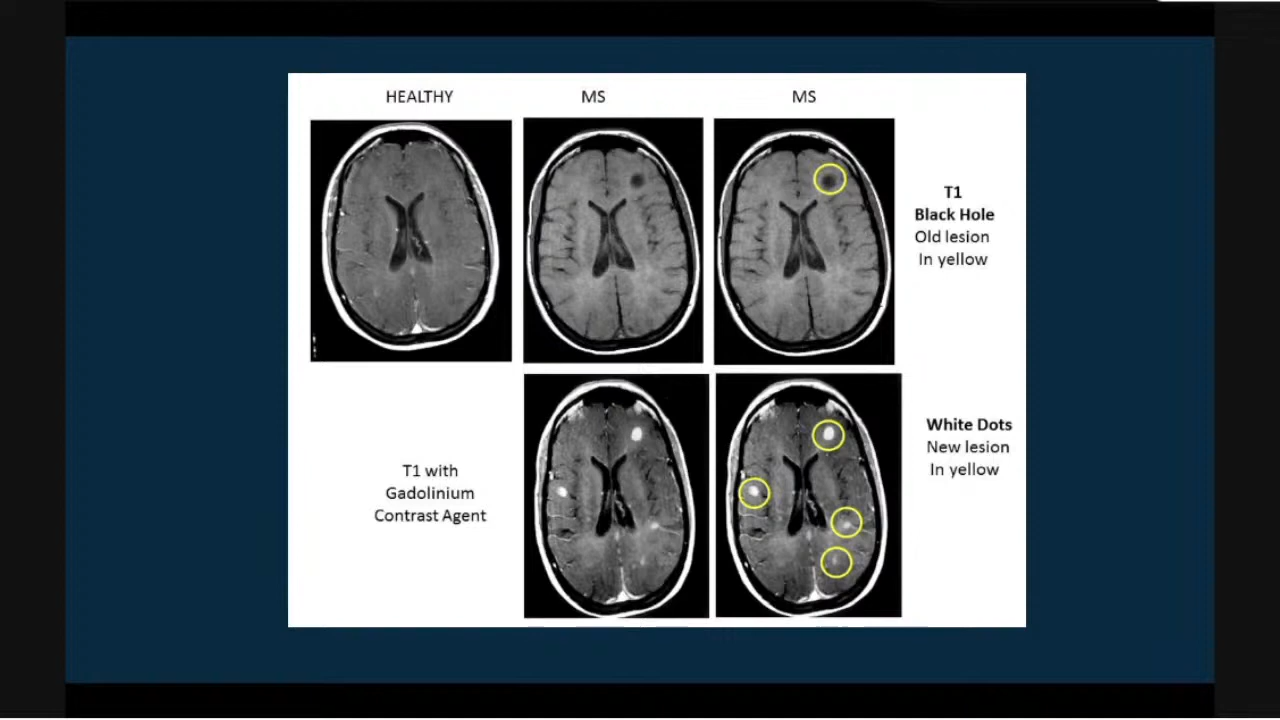 HEALTHY
MS
MS
T1
Black Hole
Old lesion
In yellow
T1 with
Gadolinium
Contrast Agent
White Dots
New lesion
In yellow